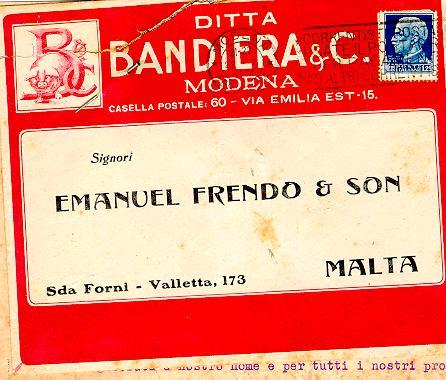 DITTA
BANDIERA & C.
MODENA
CASELLA POSTALE: 60 - VIA EMILIA EST - 15.
B & C
Signori
EMANUEL FRENDO & SON
Sda Forni - Valletta, 173
MALTA
a nostro nome e per tutti i nostri pro